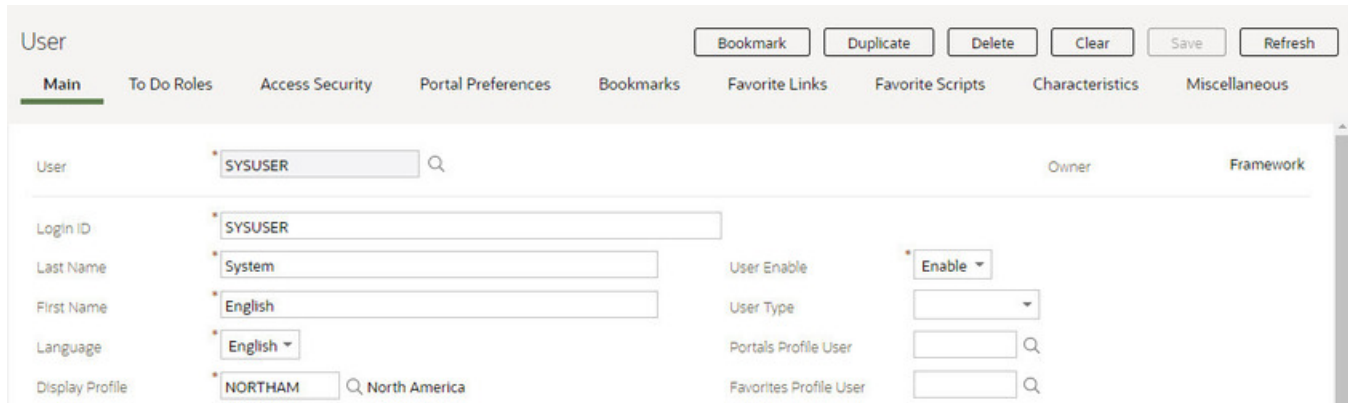 User Bookmark Duplicate Delete Clear Save Refresh
Main To Do Roles Access Security Portal Preferences Bookmarks Favorite Links Favorite Scripts Characteristics Miscellaneous
User * SYSUSER Owner Framework
Login ID * SYSUSER
Last Name * System User Enable * Enable
First Name * English User Type
Language * English Portals Profile User
Display Profile * NORTHAM North America Favorites Profile User